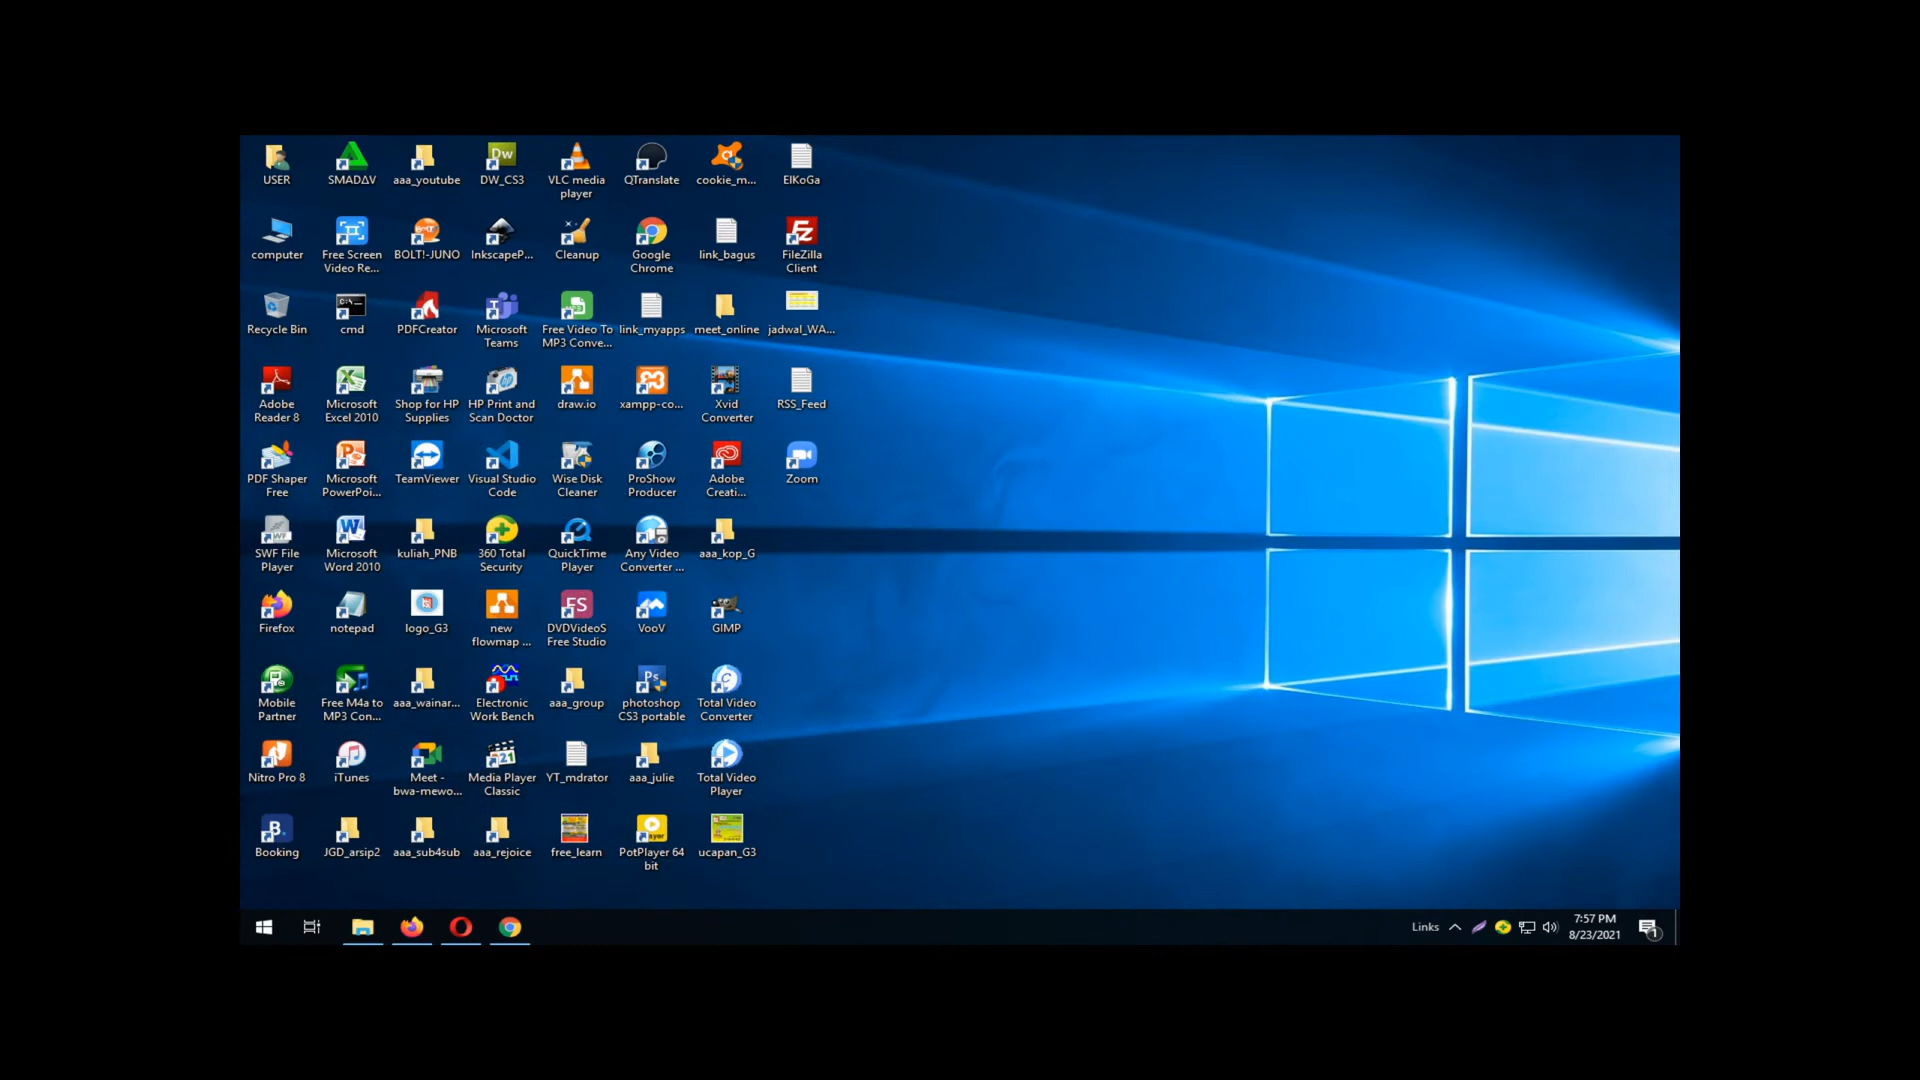 USER
SMADΔV
aaa_youtube
DW_CS3
VLC media
player
QTranslate
cookie_m...
ElKoGa
computer
Free Screen
Video Re...
BOLT!-JUNO
InkscapeP...
Cleanup
Google
Chrome
link_bagus
FileZilla
Client
Recycle Bin
cmd
PDFCreator
Microsoft
Teams
Free Video To
MP3 Conve...
link_myapps
meet_online
jadwal_WA...
Adobe
Reader 8
Microsoft
Excel 2010
Shop for HP
Supplies
HP Print and
Scan Doctor
draw.io
xampp-co...
Xvid
Converter
RSS_Feed
PDF Shaper
Free
Microsoft
PowerPoi...
TeamViewer
Visual Studio
Code
Wise Disk
Cleaner
ProShow
Producer
Adobe
Creati...
Zoom
SWF File
Player
Microsoft
Word 2010
kuliah_PNB
360 Total
Security
QuickTime
Player
Any Video
Converter ...
aaa_kop_G
Firefox
notepad
logo_G3
new
flowmap ...
DVDVideoS
Free Studio
VooV
GIMP
Mobile
Partner
Free M4a to
MP3 Con...
aaa_wainar...
Electronic
Work Bench
aaa_group
photoshop
CS3 portable
Total Video
Converter
Nitro Pro 8
iTunes
Meet -
bwa-mewo...
Media Player
Classic
YT_mdrator
aaa_julie
Total Video
Player
Booking
JGD_arsip2
aaa_sub4sub
aaa_rejoice
free_learn
PotPlayer 64
bit
ucapan_G3
Links
7:57 PM
8/23/2021
1